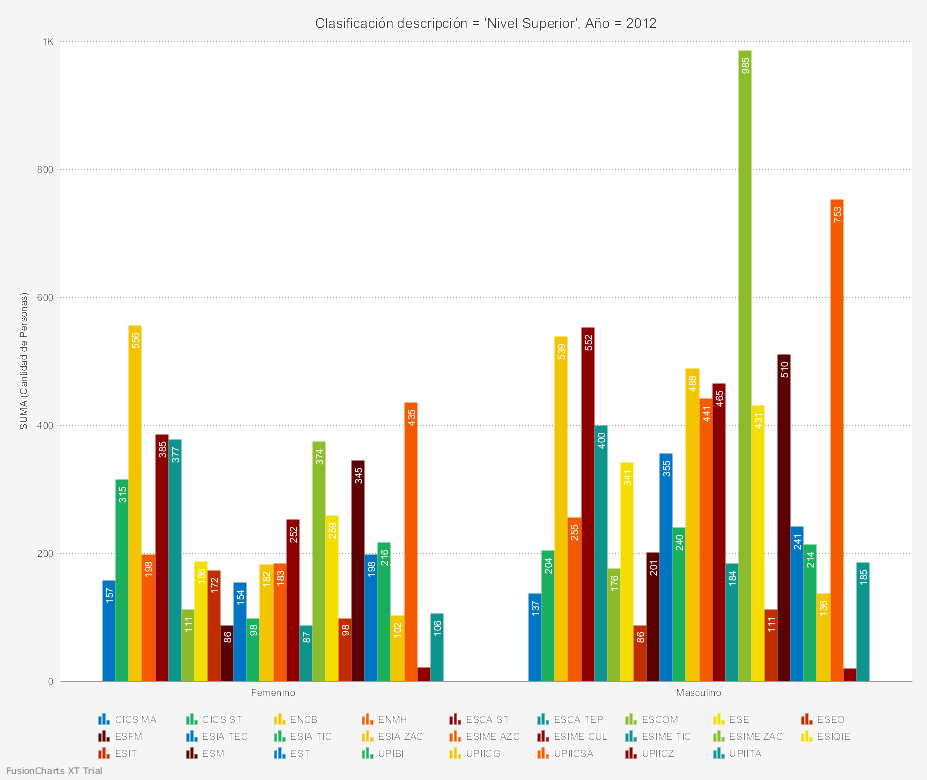 Clasificación descripción = 'Nivel Superior', Año = 2012
1K
800
600
400
200
0
SUMA (Cantidad de Personas)
157 315 556 198 385 377 111 186 172 86 154 98 182 183 252 87 374 259 98 345 198 216 102 435 106
137 204 539 255 552 400 176 341 86 201 355 240 488 441 465 184 985 431 111 510 241 214 136 753 185
Femenino Masculino
CICS MA CICS ST ENCB ENMH ESCA ST ESCA TEP ESCOM ESE ESEO
ESFM ESIA TEC ESIA TIC ESIA ZAC ESIME AZC ESIME CUL ESIME TIC ESIME ZAC ESIQIE
ESIT ESM EST UPIBI UPIICG UPIICSA UPIICZ UPIITA
FusionCharts XT Trial